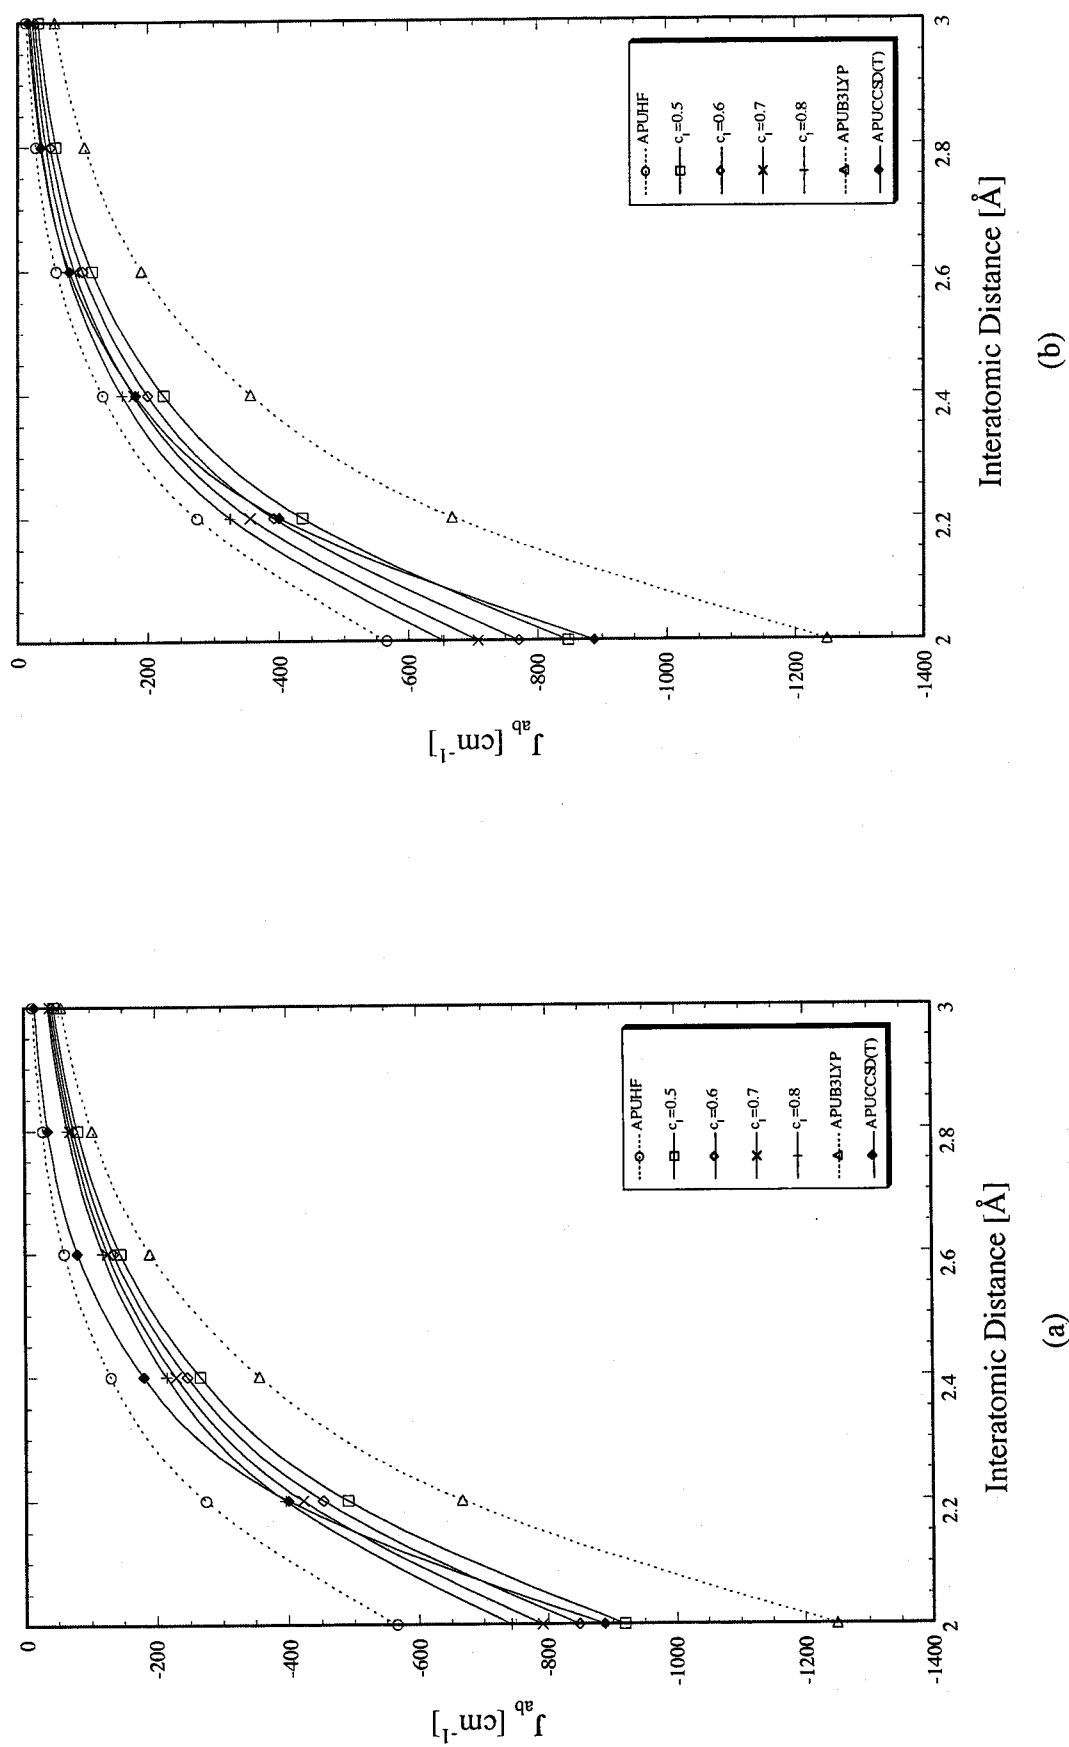 0
-200
-400
-600
-800
-1000
-1200
-1400
J_ab [cm^-1]
2
2.2
2.4
2.6
2.8
3
Interatomic Distance [Å]
APUHF
c_i=0.5
c_i=0.6
c_i=0.7
c_i=0.8
APUB3LYP
APUCCSD(T)
(a)
0
-200
-400
-600
-800
-1000
-1200
-1400
J_ab [cm^-1]
2
2.2
2.4
2.6
2.8
3
Interatomic Distance [Å]
APUHF
c_i=0.5
c_i=0.6
c_i=0.7
c_i=0.8
APUB3LYP
APUCCSD(T)
(b)